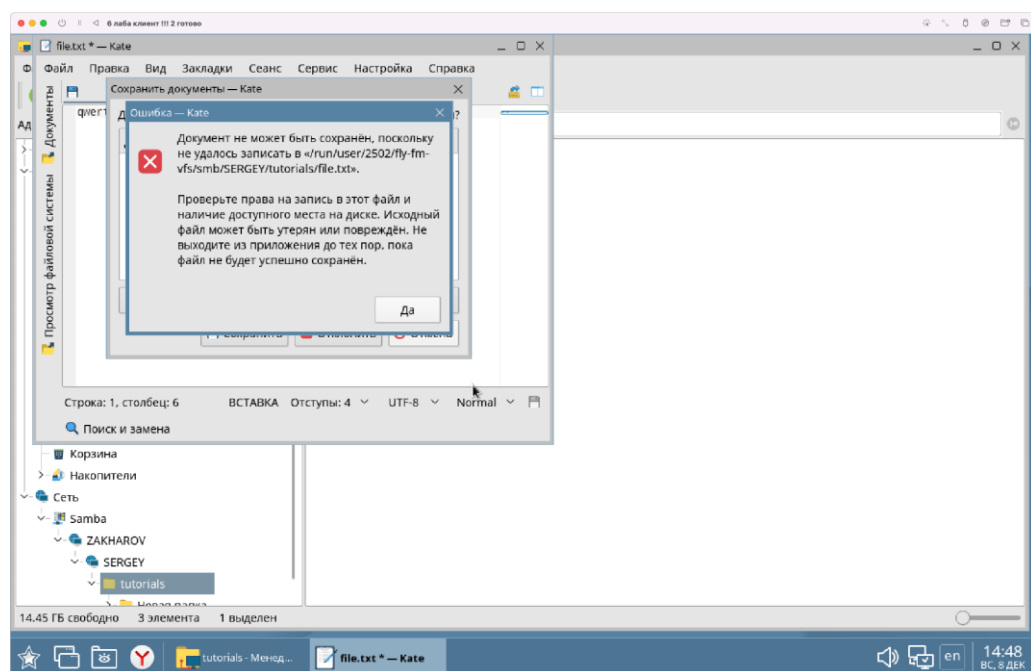 6 лаба клиент !!! 2 готово
file.txt * — Kate
Файл Правка Вид Закладки Сеанс Сервис Настройка Справка
Сохранить документы — Kate
Документы
Просмотр файловой системы
Ошибка — Kate
Документ не может быть сохранён, поскольку
не удалось записать в «/run/user/2502/fly-fm-
vfs/smb/SERGEY/tutorials/file.txt».
Проверьте права на запись в этот файл и
наличие доступного места на диске. Исходный
файл может быть утерян или повреждён. Не
выходите из приложения до тех пор, пока
файл не будет успешно сохранён.
Да
Строка: 1, столбец: 6 ВСТАВКА Отступы: 4 UTF-8 Normal
Поиск и замена
Корзина
Накопители
Сеть
Samba
ZAKHAROV
SERGEY
tutorials
Новая папка
14.45 ГБ свободно 3 элемента 1 выделен
tutorials - Менед...
file.txt * — Kate
en
14:48
ВС, 8 ДЕК